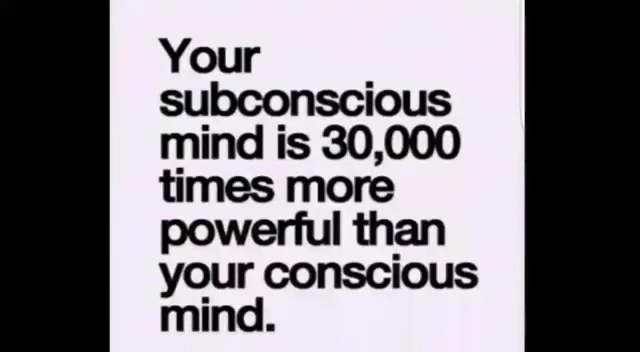 Your
subconscious
mind is 30,000
times more
powerful than
your conscious
mind.